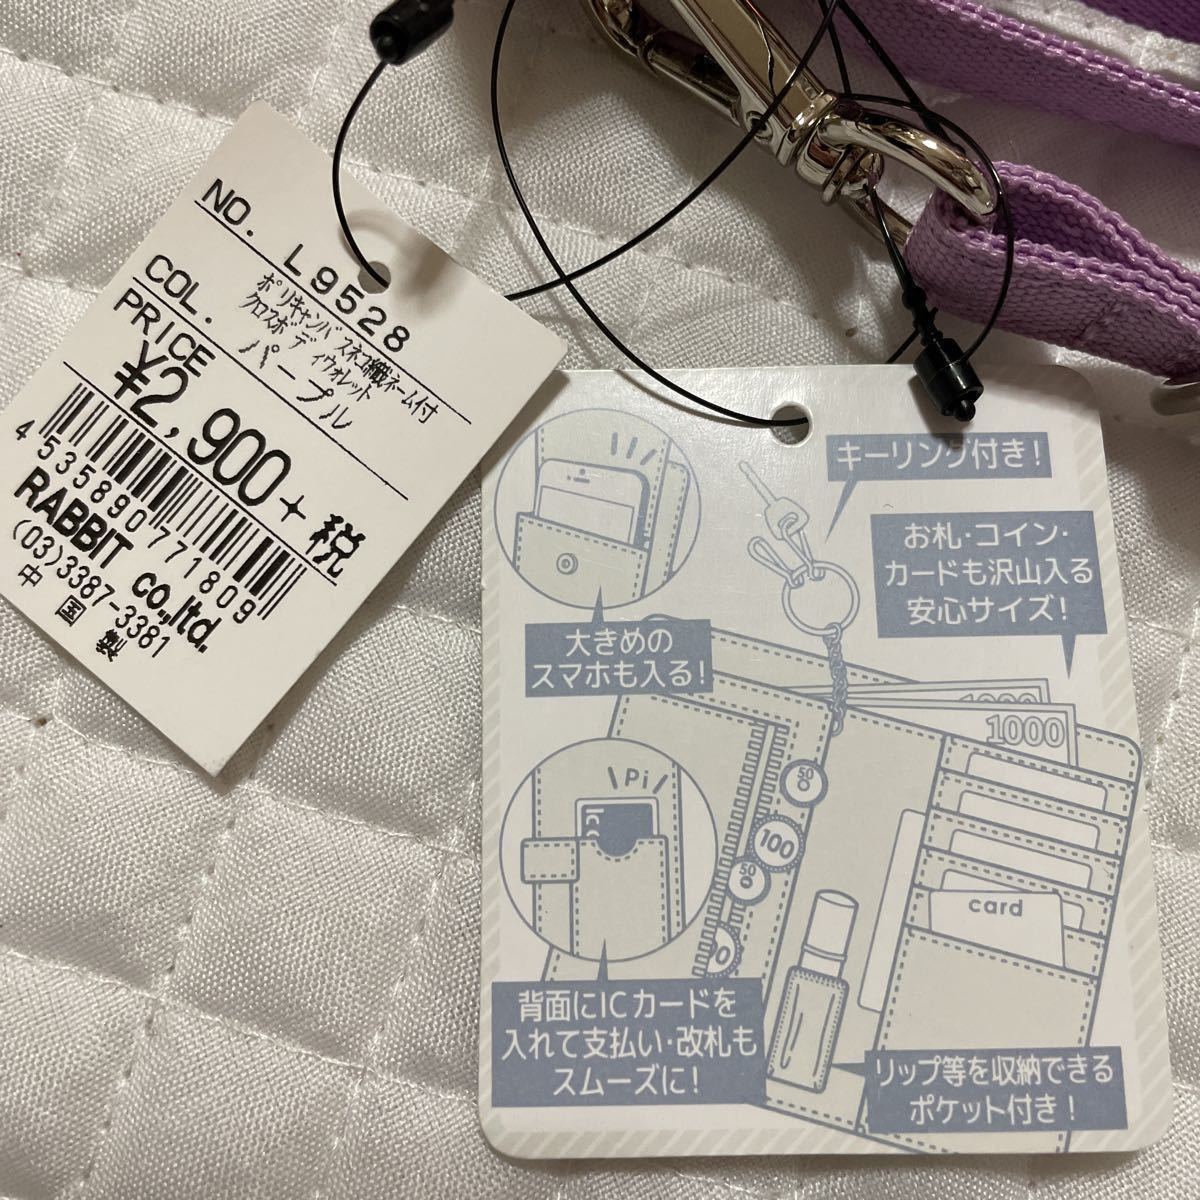 NO. L9528
ポリキャンバスネコ織ネーム付
クロスボディウォレット
COL. パープル
PRICE
¥2,900+税
4535890771809
RABBIT co.,ltd.
(03)3387-3381
中国製
キーリング付き!
お札・コイン・
カードも沢山入る
安心サイズ!
大きめの
スマホも入る!
1000
1000
Pi
ICC
50
100
50
card
背面にICカードを
入れて支払い・改札も
スムーズに!
リップ等を収納できる
ポケット付き!